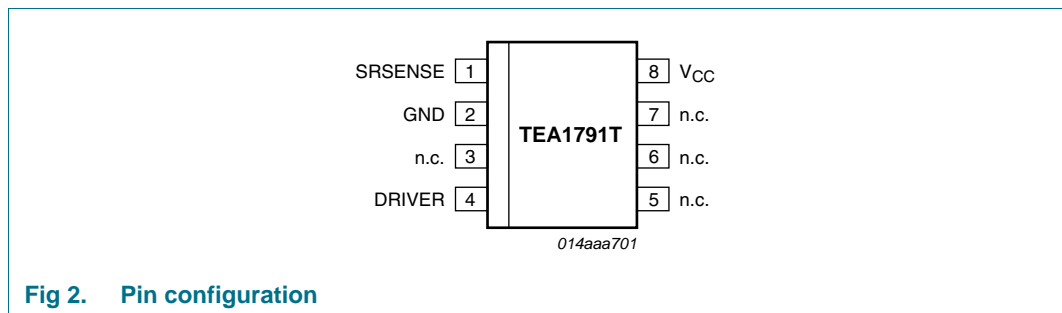 SRSENSE 1 8 VCC
GND 2 7 n.c.
TEA1791T
n.c. 3 6 n.c.
DRIVER 4 5 n.c.
014aaa701
Fig 2. Pin configuration